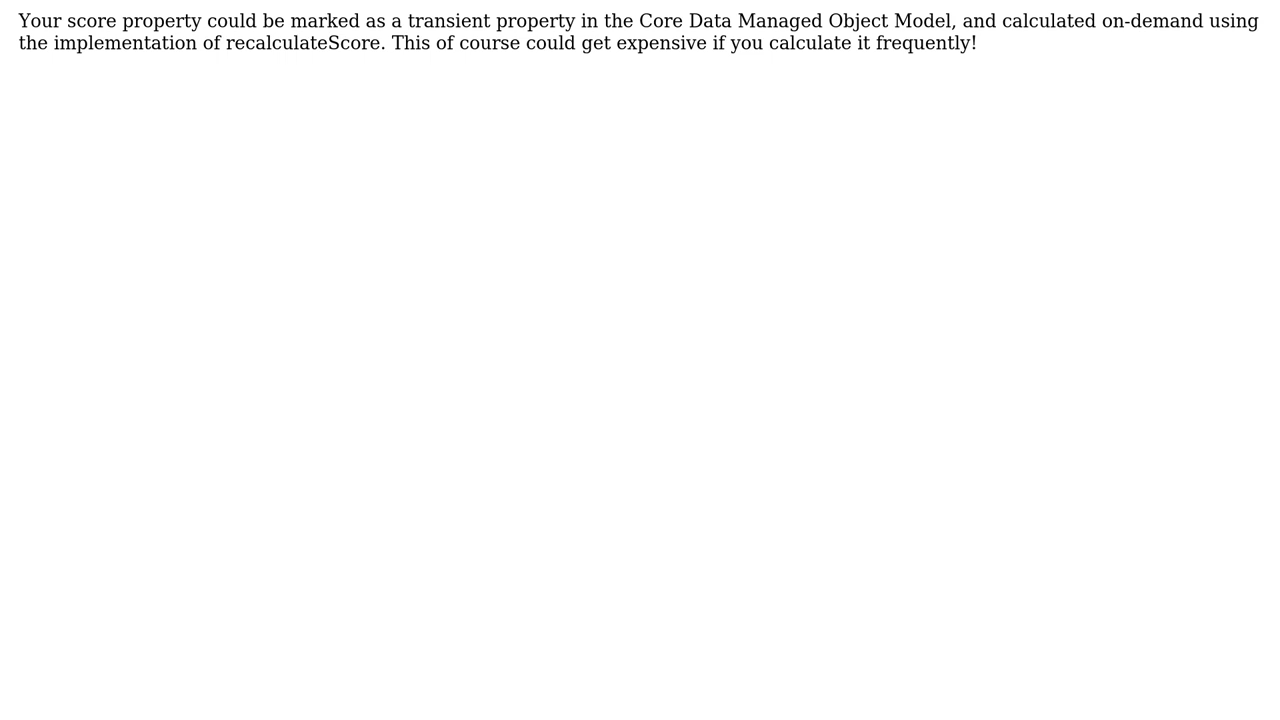 Your score property could be marked as a transient property in the Core Data Managed Object Model, and calculated on-demand using
the implementation of recalculateScore. This of course could get expensive if you calculate it frequently!